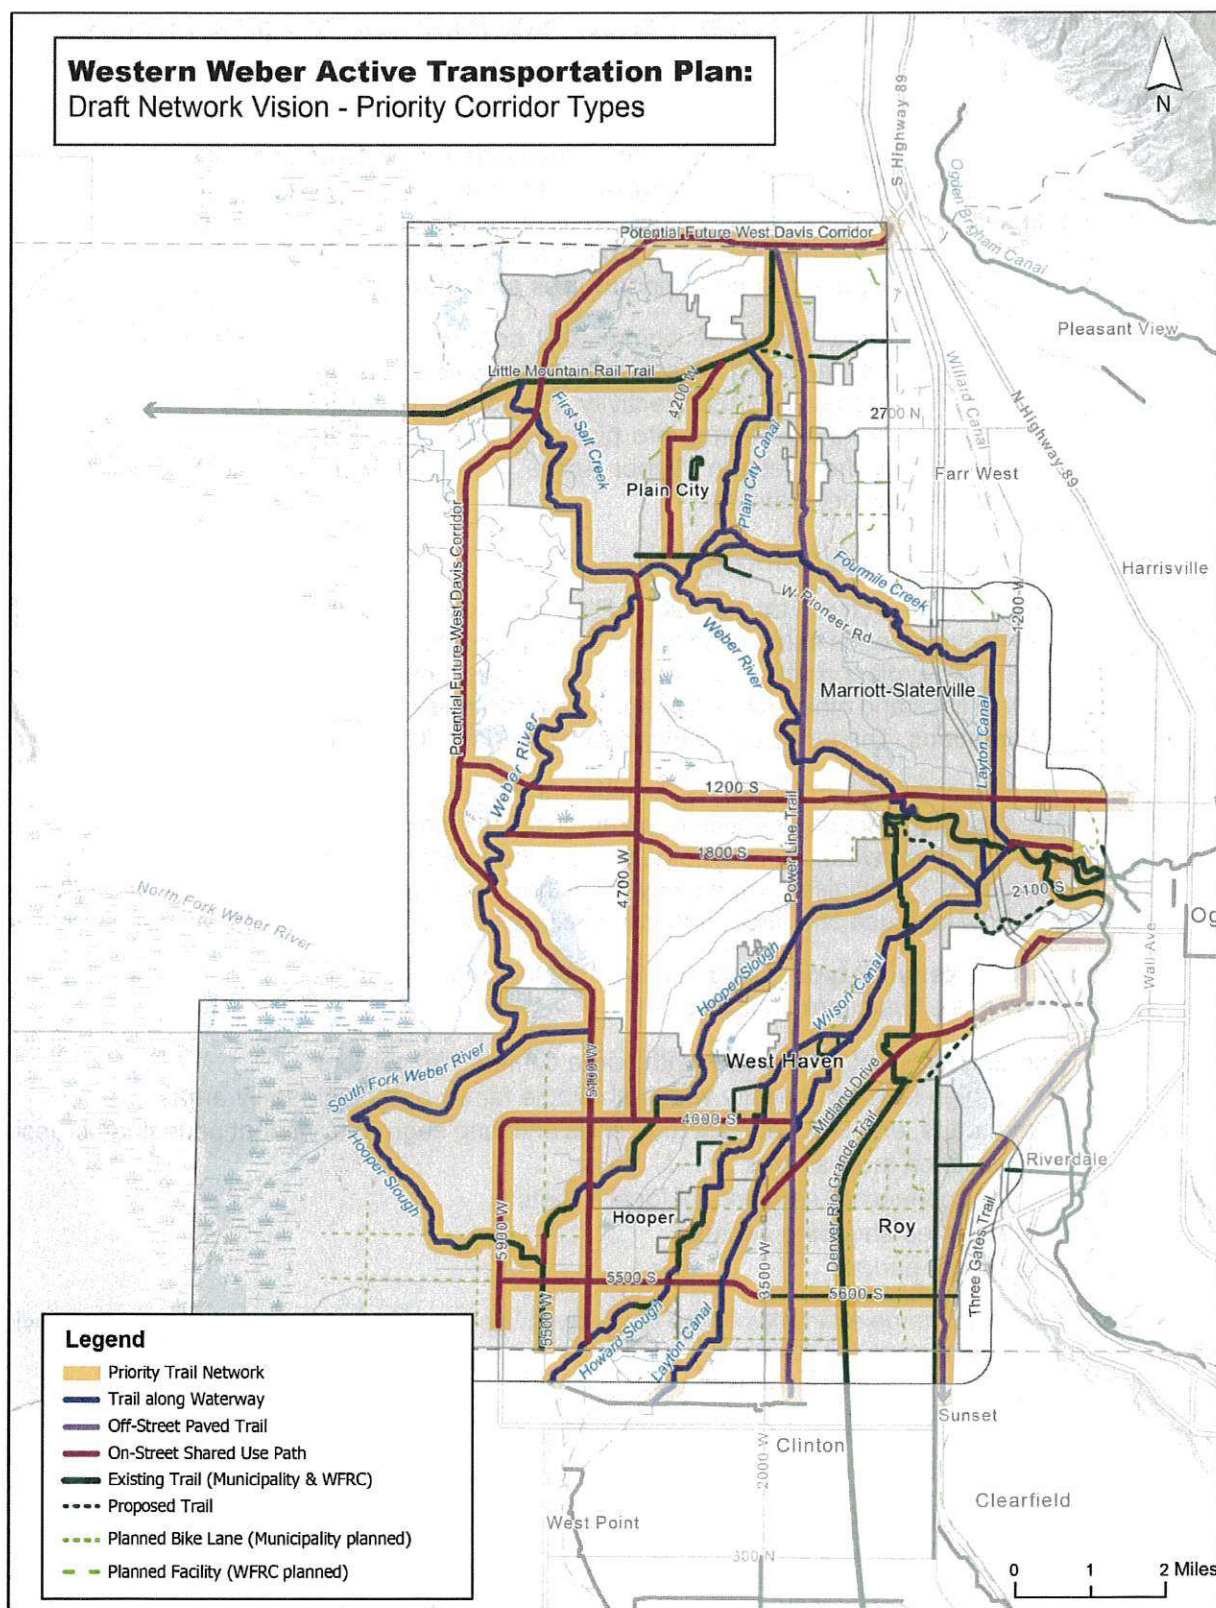 Western Weber Active Transportation Plan:
Draft Network Vision - Priority Corridor Types
N
S Highway 89
Ogden Brigham Canal
Potential Future West Davis Corridor
Pleasant View
Little Mountain Rail Trail
4200 W
Willard Canal
N Highway 89
First Salt Creek
2700 N
Plain City Canal
Farr West
Plain City
Potential Future West Davis Corridor
Fourmile Creek
Harrisville
1200 W
W Pioneer Rd
Weber River
Marriott-Slaterville
Layton Canal
Weber River
1200 S
Power Line Trail
1800 S
4700 W
2100 S
North Fork Weber River
Og
Wall Ave
Hooper Slough
Wilson Canal
West Haven
5100 W
South Fork Weber River
Midland Drive
4000 S
Hooper Slough
Denver Rio Grande Trail
Riverdale
5900 W
Hooper
Roy
Three Gates Trail
3500 W
5500 S
5600 S
5500 W
Howard Slough
Layton Canal
Sunset
Clinton
2000 W
Clearfield
West Point
300 N
Legend
Priority Trail Network
Trail along Waterway
Off-Street Paved Trail
On-Street Shared Use Path
Existing Trail (Municipality & WFRC)
Proposed Trail
Planned Bike Lane (Municipality planned)
Planned Facility (WFRC planned)
0 1 2 Miles